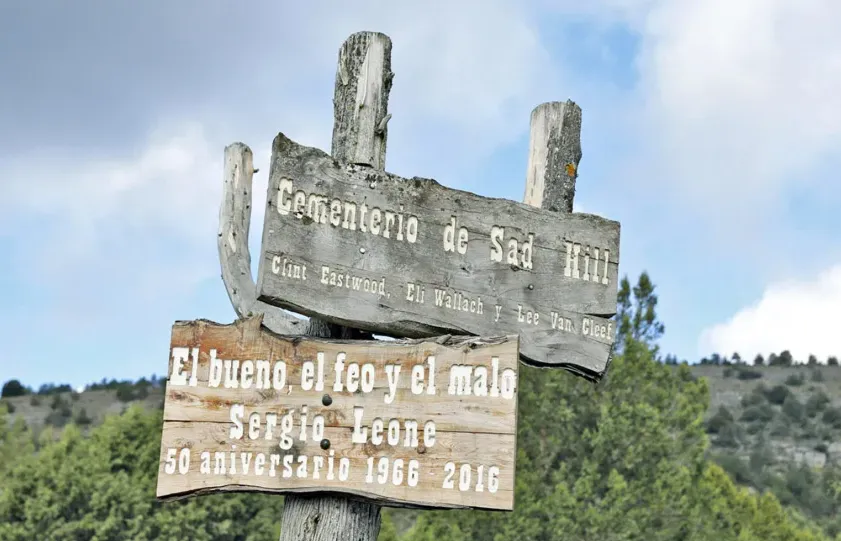 Cementerio de Sad Hill
Clint Eastwood, Eli Wallach y Lee Van Cleef
El bueno, el feo y el malo
Sergio Leone
50 aniversario 1966 2016